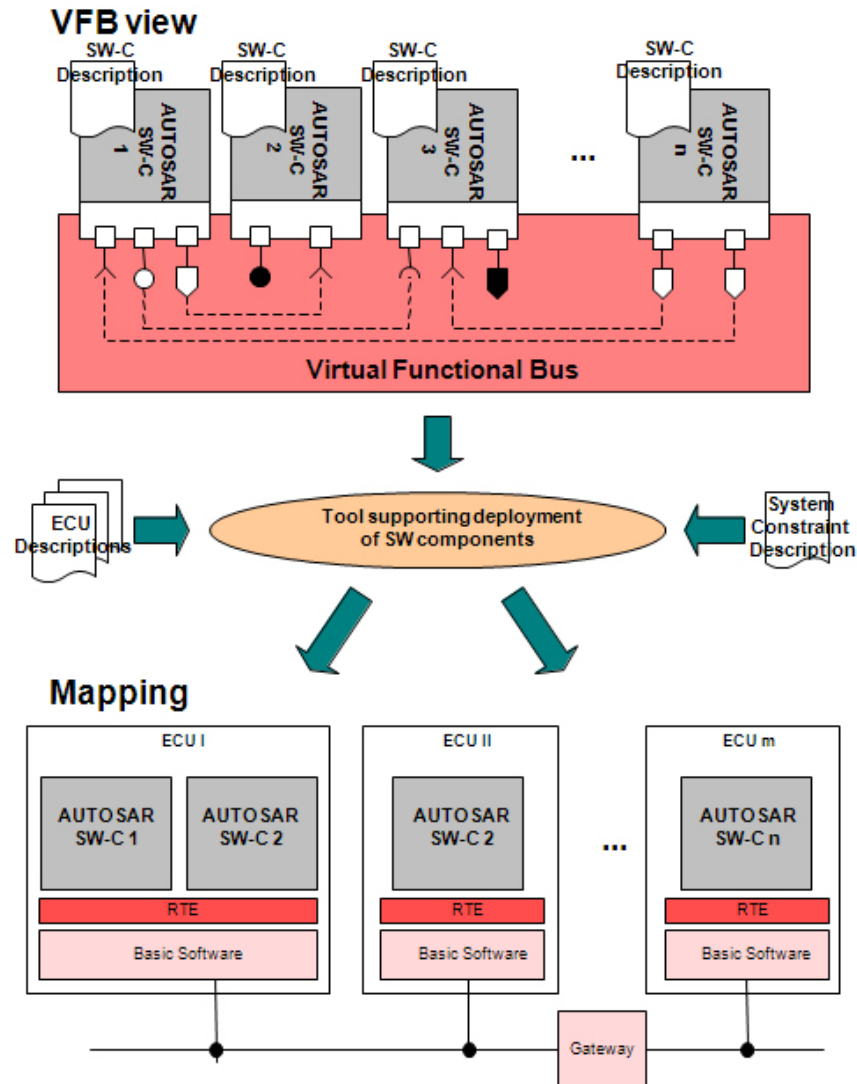 VFB view
SW-C
Description
SW-C
Description
SW-C
Description
SW-C
Description
AUTOSAR
SW-C
1
AUTOSAR
SW-C
2
AUTOSAR
SW-C
3
...
AUTOSAR
SW-C
n
Virtual Functional Bus
ECU
Descriptions
Tool supporting deployment
of SW components
System
Constraint
Description
Mapping
ECU I
ECU II
ECU m
AUTOSAR
SW-C 1
AUTOSAR
SW-C 2
AUTOSAR
SW-C 2
...
AUTOSAR
SW-C n
RTE
RTE
RTE
Basic Software
Basic Software
Basic Software
Gateway